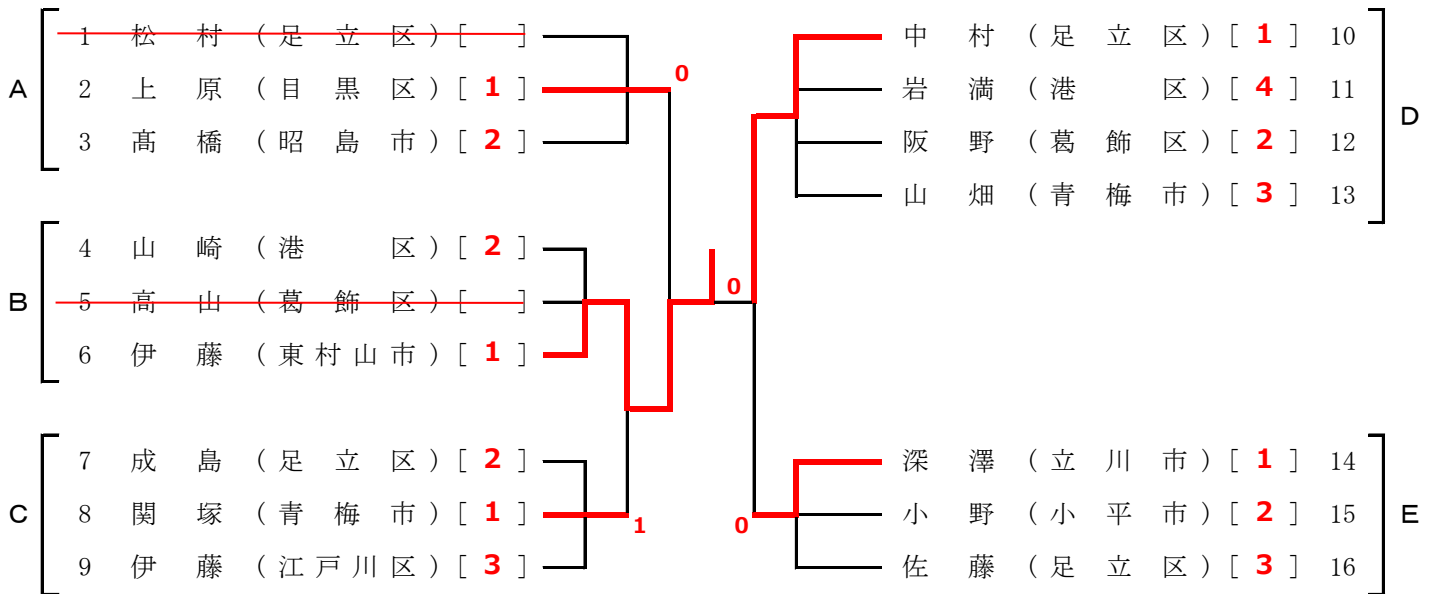 1 松村 (足立区) [ ]
A 2 上原 (目黒区) [ 1 ]
3 髙橋 (昭島市) [ 2 ]
0
4 山崎 (港区) [ 2 ]
B 5 高山 (葛飾区) [ ]
6 伊藤 (東村山市) [ 1 ]
7 成島 (足立区) [ 2 ]
C 8 関塚 (青梅市) [ 1 ]
9 伊藤 (江戸川区) [ 3 ]
1
0
中村 (足立区) [ 1 ] 10
岩満 (港区) [ 4 ] 11
D
阪野 (葛飾区) [ 2 ] 12
山畑 (青梅市) [ 3 ] 13
深澤 (立川市) [ 1 ] 14
小野 (小平市) [ 2 ] 15 E
佐藤 (足立区) [ 3 ] 16
0